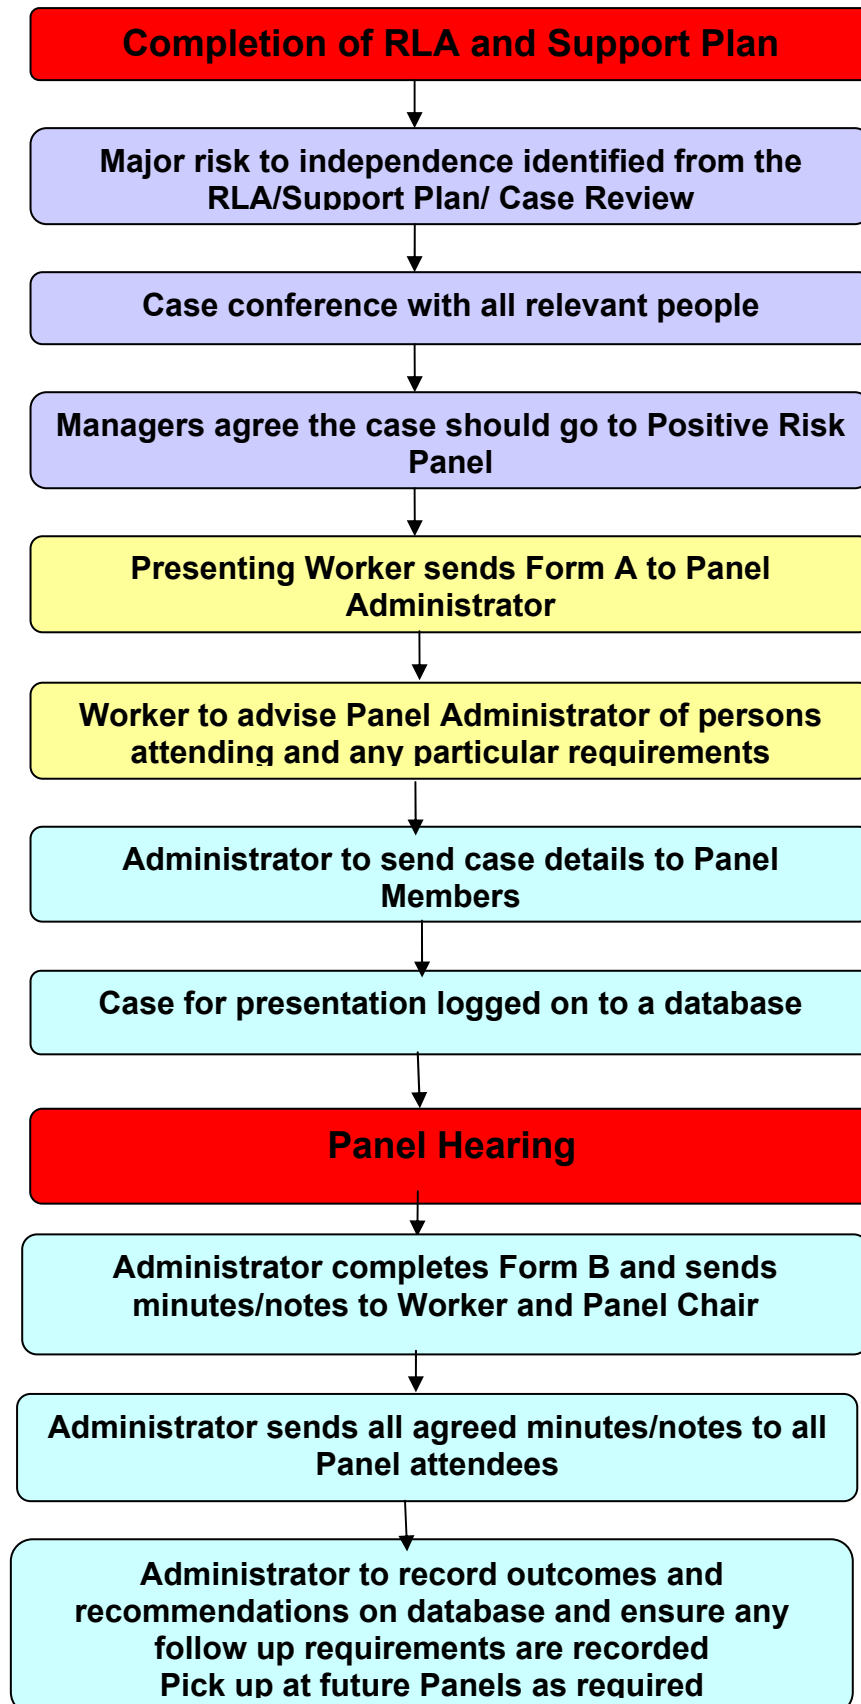 Completion of RLA and Support Plan
Major risk to independence identified from the
RLA/Support Plan/ Case Review
Case conference with all relevant people
Managers agree the case should go to Positive Risk
Panel
Presenting Worker sends Form A to Panel
Administrator
Worker to advise Panel Administrator of persons
attending and any particular requirements
Administrator to send case details to Panel
Members
Case for presentation logged on to a database
Panel Hearing
Administrator completes Form B and sends
minutes/notes to Worker and Panel Chair
Administrator sends all agreed minutes/notes to all
Panel attendees
Administrator to record outcomes and
recommendations on database and ensure any
follow up requirements are recorded
Pick up at future Panels as required